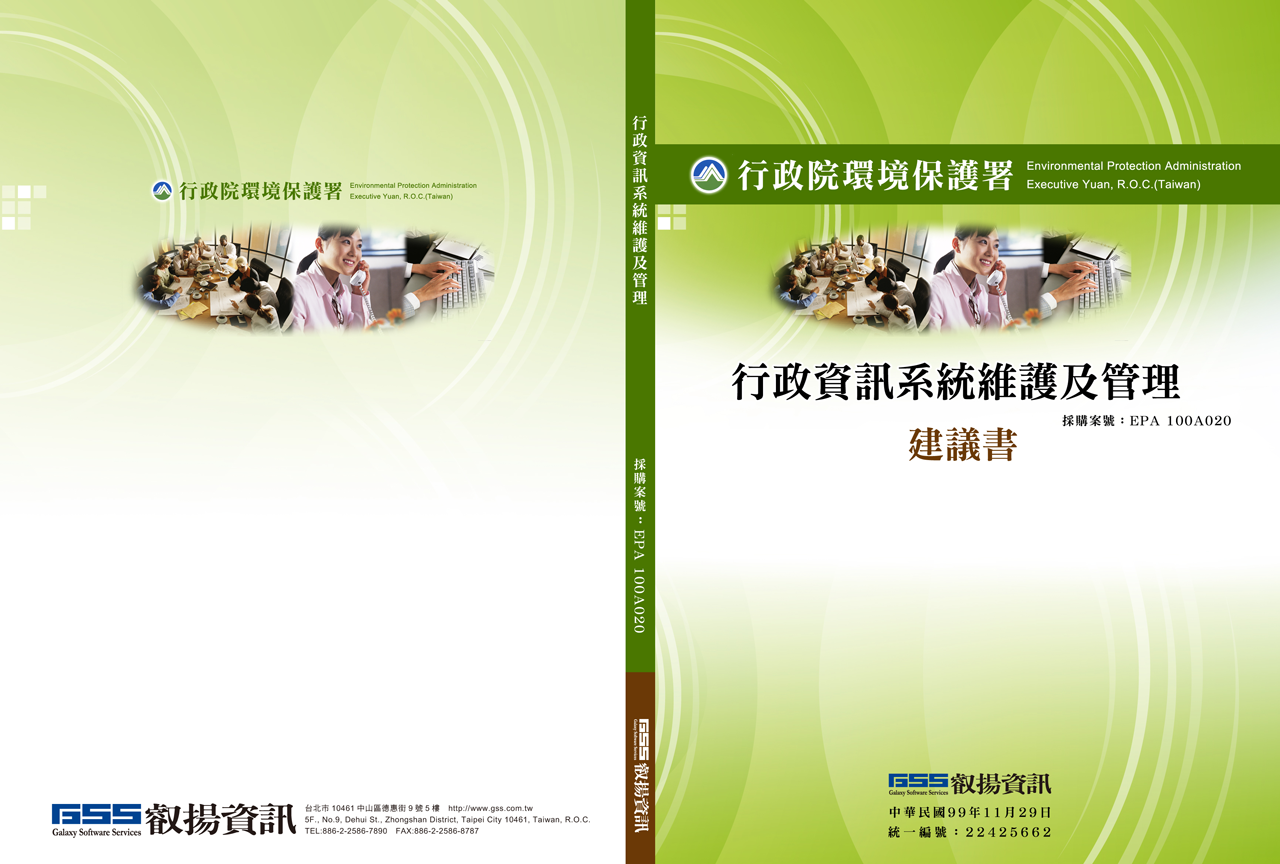 行政院環境保護署
Environmental Protection Administration
Executive Yuan, R.O.C.(Taiwan)
GSS 叡揚資訊
Galaxy Software Services
台北市 10461 中山區德惠街 9 號 5 樓 http://www.gss.com.tw
5F., No.9, Dehui St., Zhongshan District, Taipei City 10461, Taiwan, R.O.C.
TEL:886-2-2586-7890 FAX:886-2-2586-8787
行政資訊系統維護及管理
採購案號：EPA 100A020
GSS 叡揚資訊
Galaxy Software Services
行政院環境保護署
Environmental Protection Administration
Executive Yuan, R.O.C.(Taiwan)
行政資訊系統維護及管理
採購案號：EPA 100A020
建議書
GSS 叡揚資訊
Galaxy Software Services
中華民國99年11月29日
統一編號：22425662